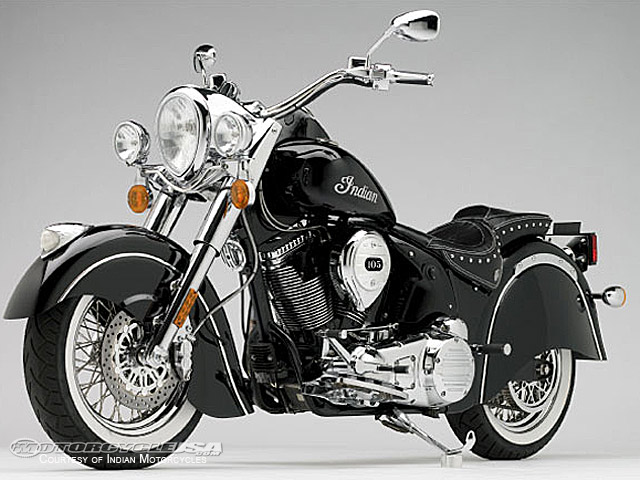 Indian
105
MOTORCYCLE USA
COURTESY OF INDIAN MOTORCYCLES